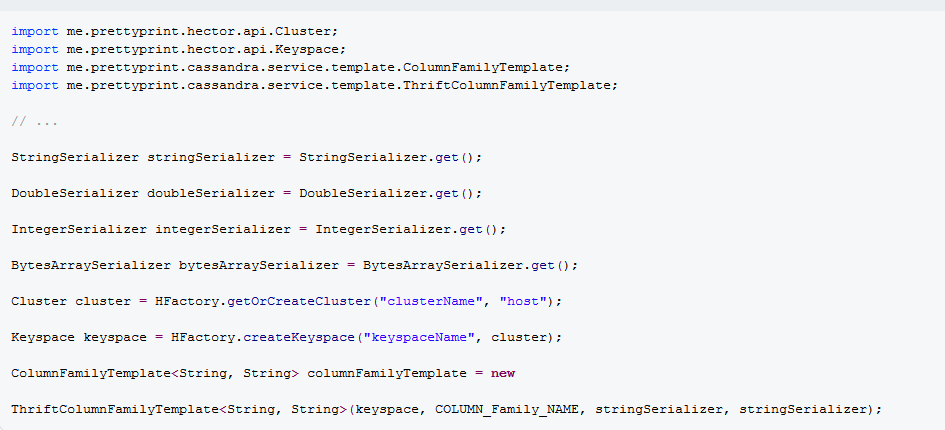 import me.prettyprint.hector.api.Cluster;
import me.prettyprint.hector.api.Keyspace;
import me.prettyprint.cassandra.service.template.ColumnFamilyTemplate;
import me.prettyprint.cassandra.service.template.ThriftColumnFamilyTemplate;
// ...
StringSerializer stringSerializer = StringSerializer.get();
DoubleSerializer doubleSerializer = DoubleSerializer.get();
IntegerSerializer integerSerializer = IntegerSerializer.get();
BytesArraySerializer bytesArraySerializer = BytesArraySerializer.get();
Cluster cluster = HFactory.getOrCreateCluster("clusterName", "host");
Keyspace keyspace = HFactory.createKeyspace("keyspaceName", cluster);
ColumnFamilyTemplate<String, String> columnFamilyTemplate = new
ThriftColumnFamilyTemplate<String, String>(keyspace, COLUMN_Family_NAME, stringSerializer, stringSerializer);